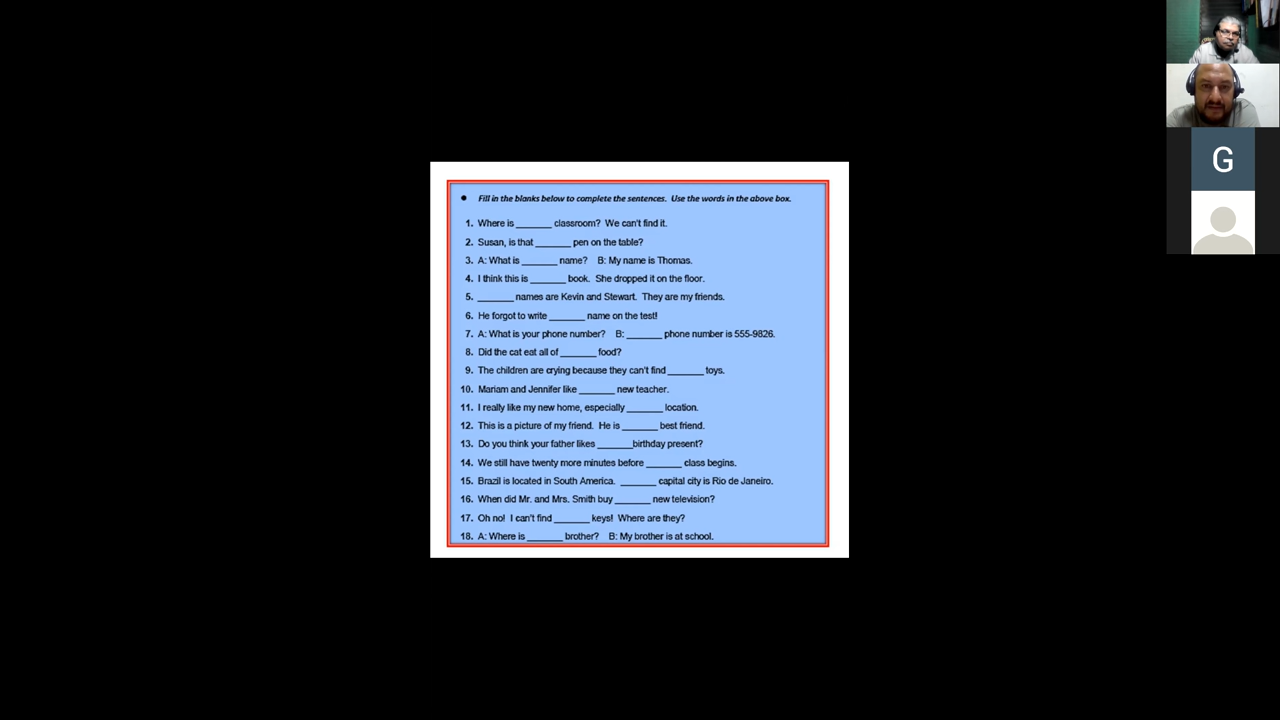 • Fill in the blanks below to complete the sentences. Use the words in the above box.
1. Where is _______ classroom? We can't find it.
2. Susan, is that _______ pen on the table?
3. A: What is _______ name? B: My name is Thomas.
4. I think this is _______ book. She dropped it on the floor.
5. _______ names are Kevin and Stewart. They are my friends.
6. He forgot to write _______ name on the test!
7. A: What is your phone number? B: _______ phone number is 555-9826.
8. Did the cat eat all of _______ food?
9. The children are crying because they can't find _______ toys.
10. Mariam and Jennifer like _______ new teacher.
11. I really like my new home, especially _______ location.
12. This is a picture of my friend. He is _______ best friend.
13. Do you think your father likes _______birthday present?
14. We still have twenty more minutes before _______ class begins.
15. Brazil is located in South America. _______ capital city is Rio de Janeiro.
16. When did Mr. and Mrs. Smith buy _______ new television?
17. Oh no! I can't find _______ keys! Where are they?
18. A: Where is _______ brother? B: My brother is at school.
G